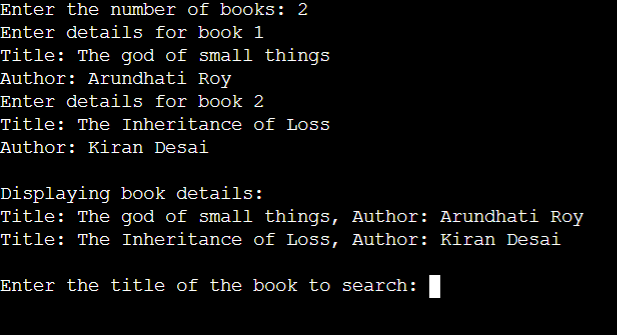 Enter the number of books: 2
Enter details for book 1
Title: The god of small things
Author: Arundhati Roy
Enter details for book 2
Title: The Inheritance of Loss
Author: Kiran Desai
Displaying book details:
Title: The god of small things, Author: Arundhati Roy
Title: The Inheritance of Loss, Author: Kiran Desai
Enter the title of the book to search: